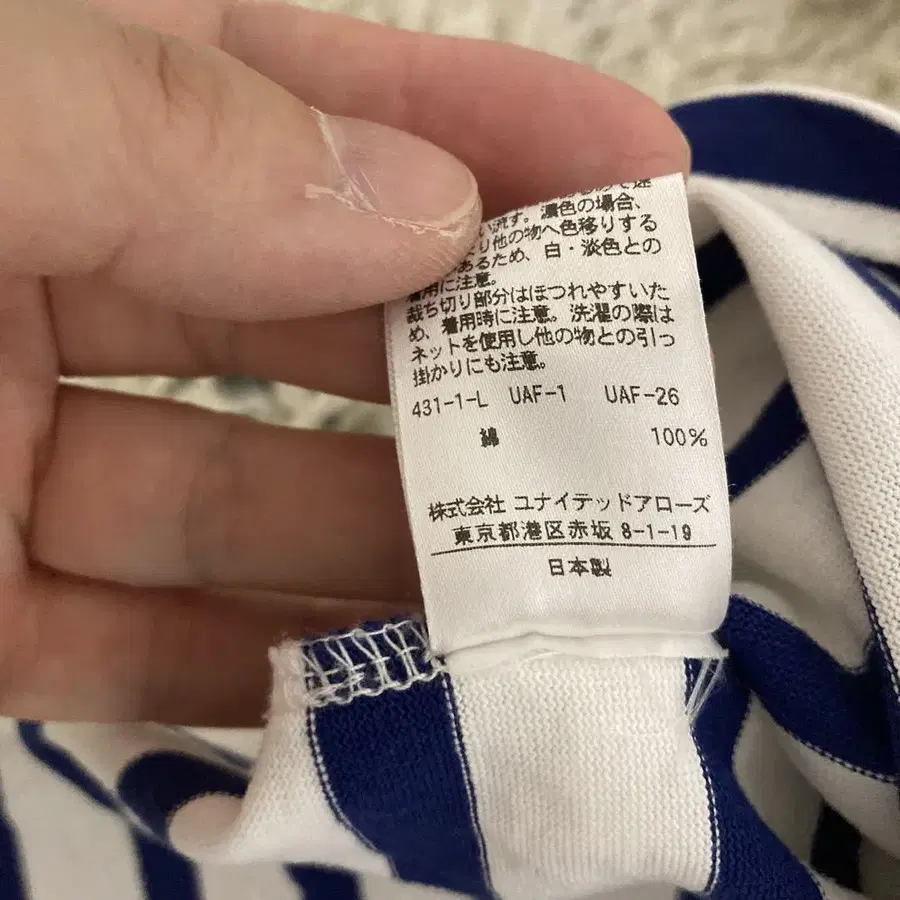 い流す。濃色の場合、
り他の物へ色移りする
があるため、白・淡色との
着用に注意。
裁ち切り部分はほつれやすいた
め、着用時に注意。洗濯の際は
ネットを使用し他の物との引っ
掛かりにも注意。
431-1-L UAF-1 UAF-26
綿 100%
株式会社 ユナイテッドアローズ
東京都港区赤坂 8-1-19
日本製